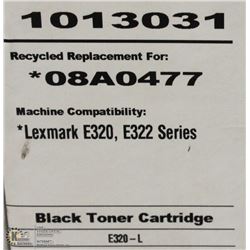 1013031
Recycled Replacement For:
*08A0477
Machine Compatibility:
*Lexmark E320, E322 Series
Black Toner Cartridge
E320-L